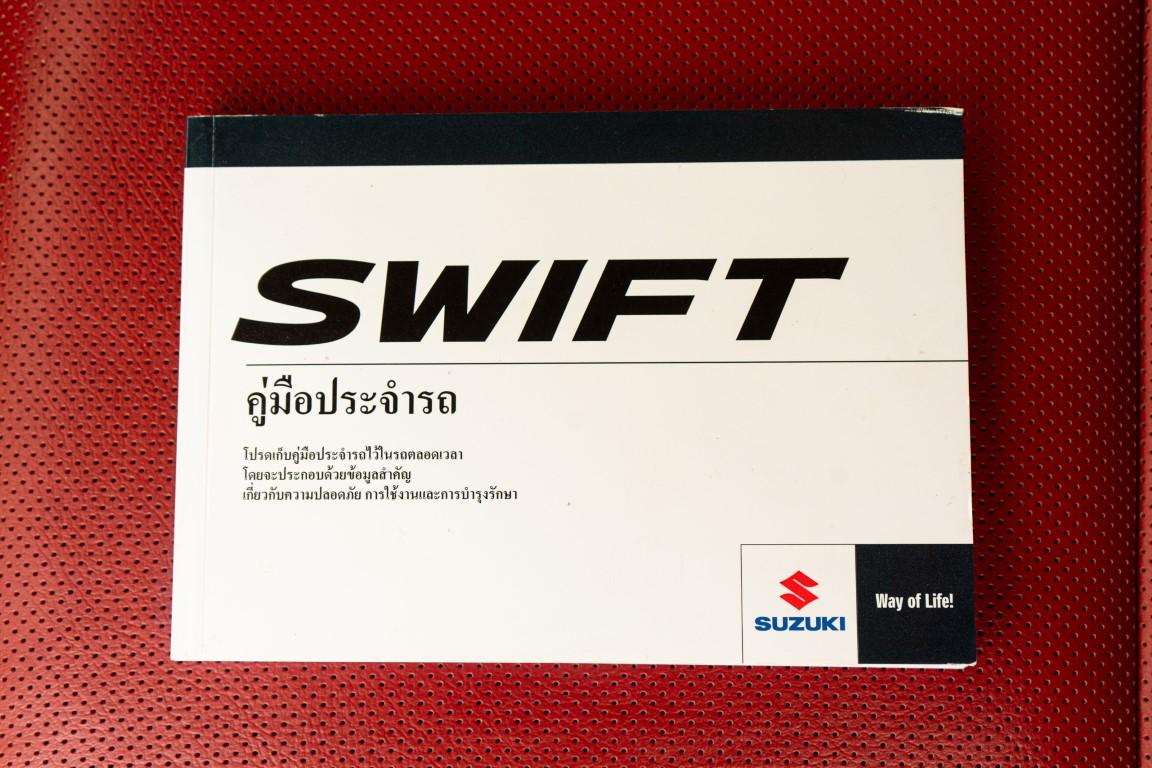 SWIFT
คู่มือประจำรถ
โปรดเก็บคู่มือประจำรถไว้ในรถตลอดเวลา
โดยจะประกอบด้วยข้อมูลสำคัญ
เกี่ยวกับความปลอดภัย การใช้งานและการบำรุงรักษา
SUZUKI
Way of Life!